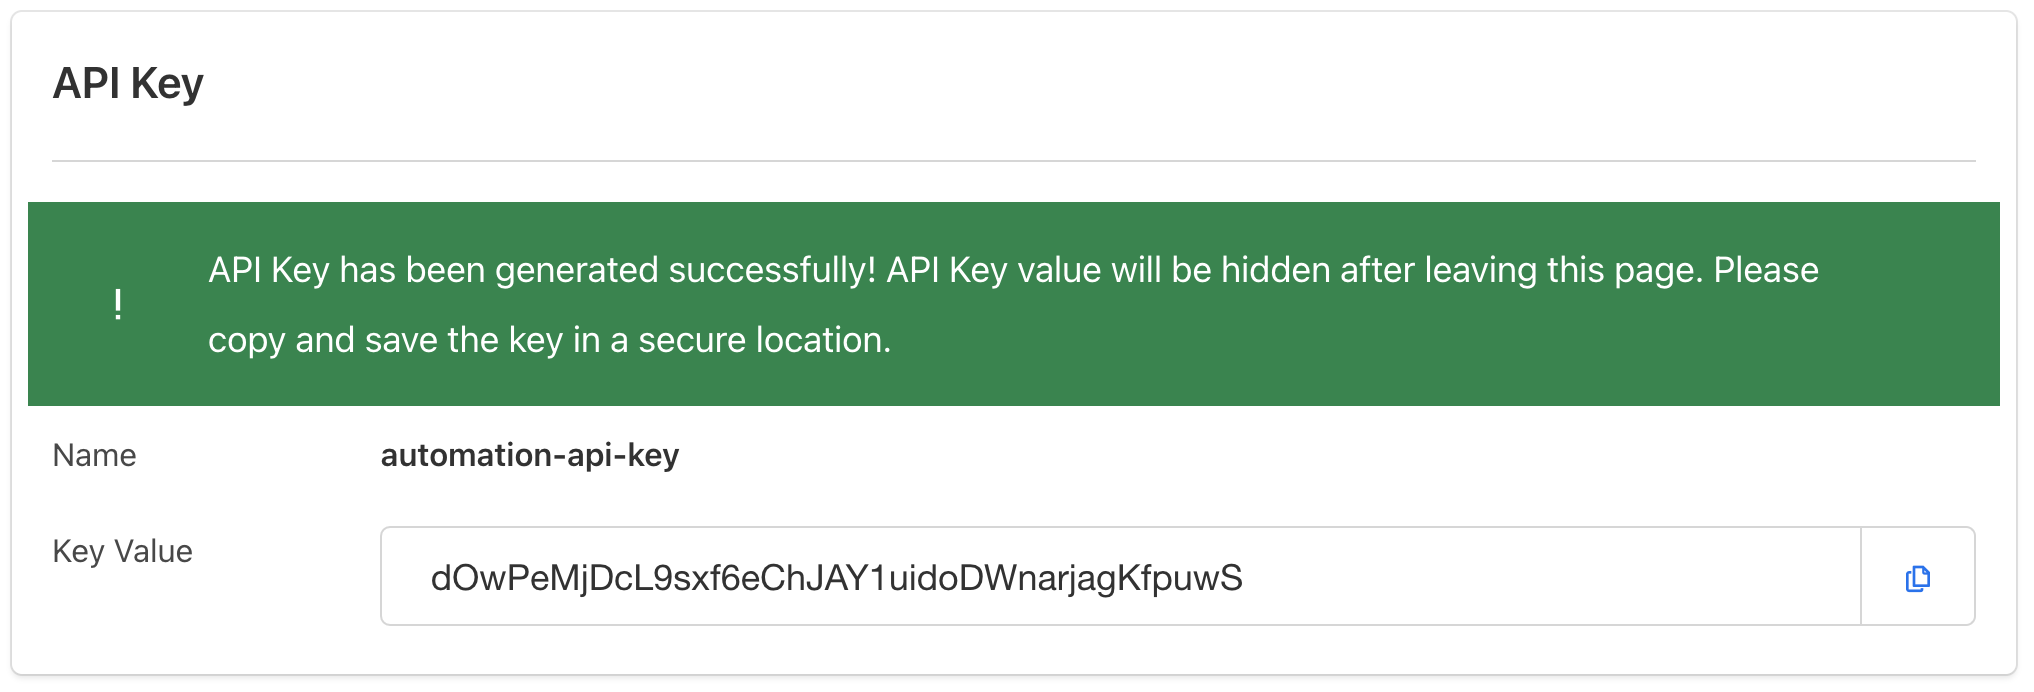 API Key
! API Key has been generated successfully! API Key value will be hidden after leaving this page. Please
copy and save the key in a secure location.
Name automation-api-key
Key Value dOwPeMjDcL9sxf6eChJAY1uidoDWnarjagKfpuwS